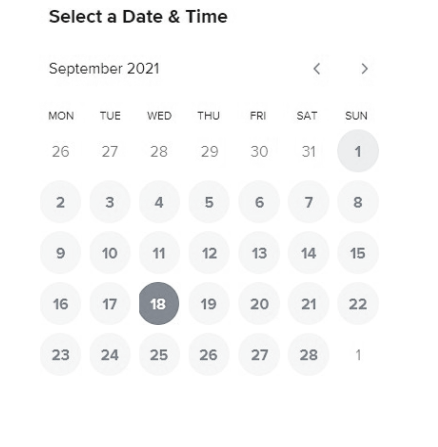 Select a Date & Time
September 2021
MON TUE WED THU FRI SAT SUN
26 27 28 29 30 31 1
2 3 4 5 6 7 8
9 10 11 12 13 14 15
16 17 18 19 20 21 22
23 24 25 26 27 28 1